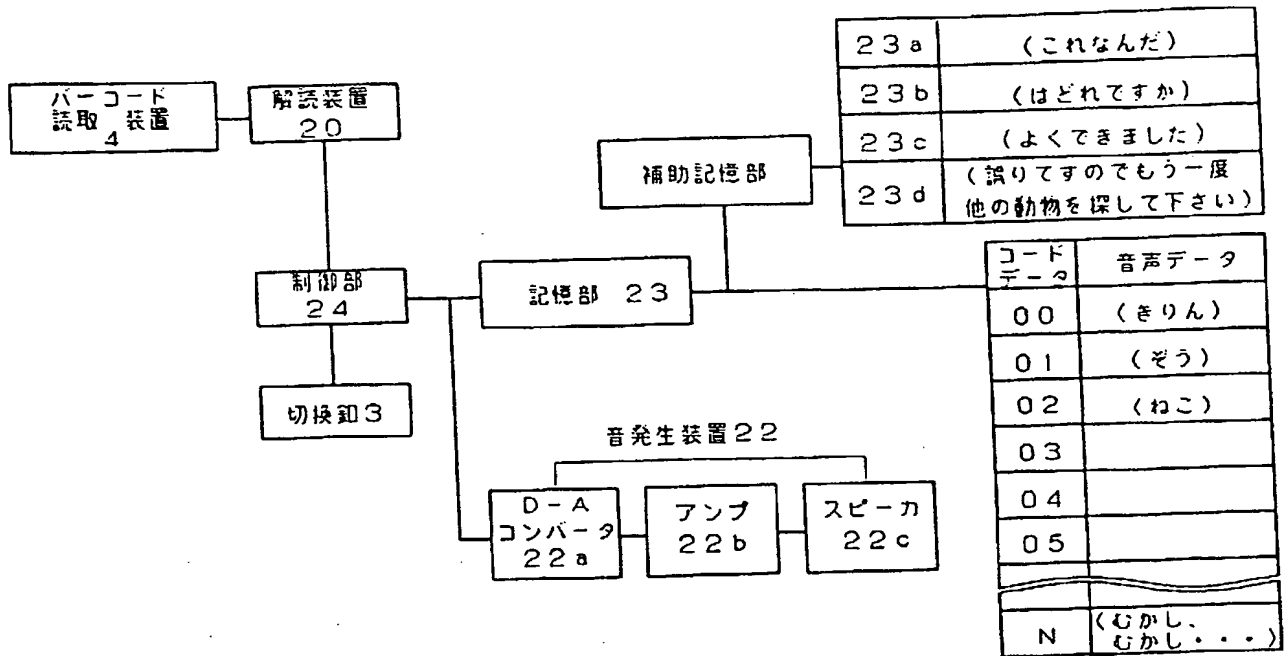 バーコード
読取 装置
4
解読装置
20
制御部
24
切換釦3
記憶部 23
補助記憶部
23a (これなんだ)
23b (はどれですか)
23c (よくできました)
23d (誤りてすのでもう一度
他の動物を探して下さい)
コード
データ
音声データ
00 (きりん)
01 (ぞう)
02 (ねこ)
03
04
05
N (むかし、
むかし・・・)
音発生装置22
D-A
コンバータ
22a
アンプ
22b
スピーカ
22c